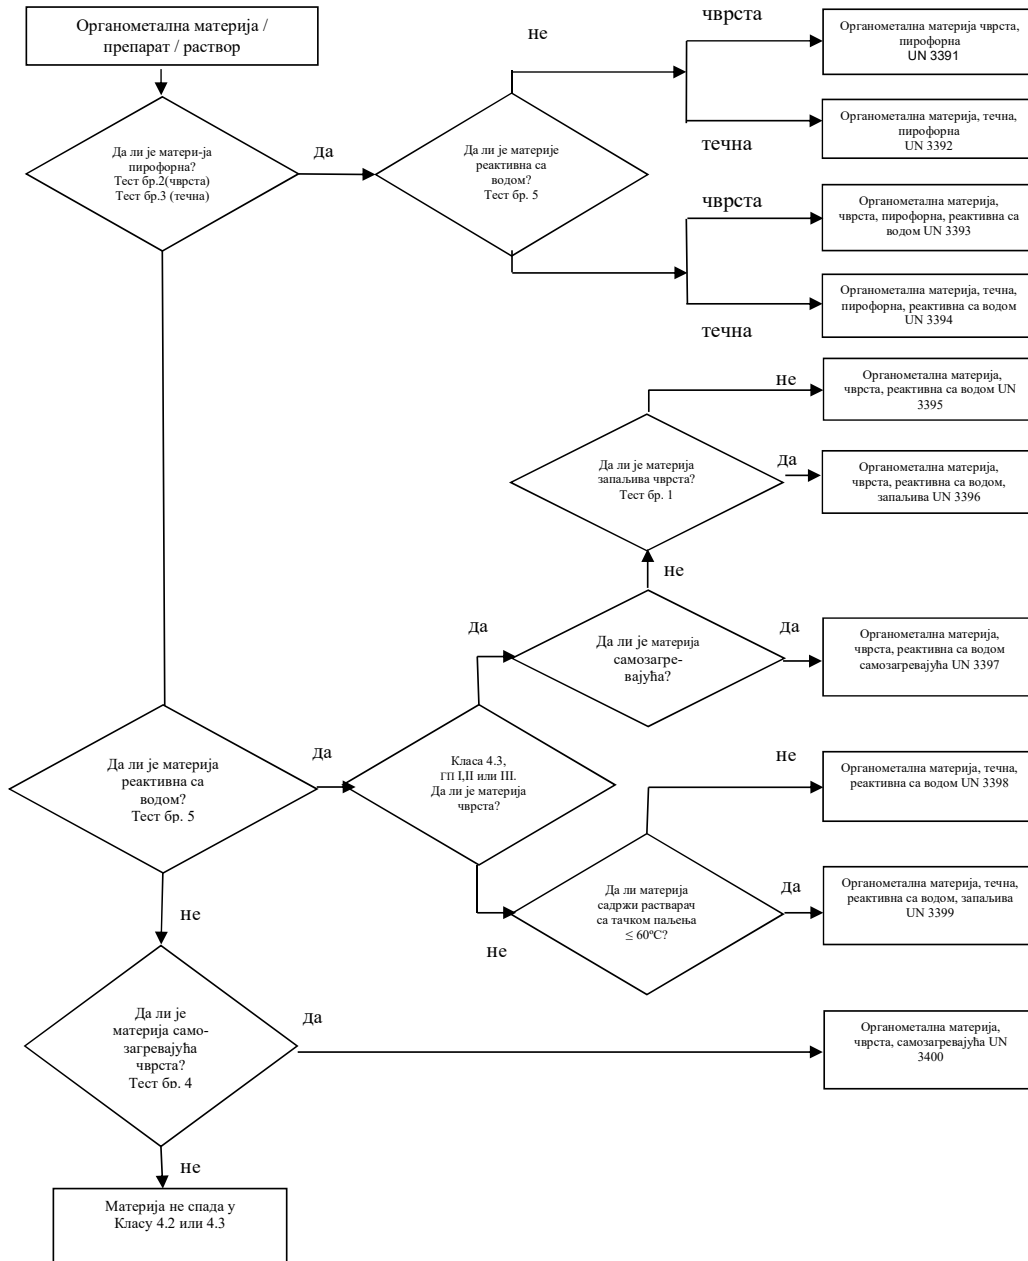 Органометална материја /
препарат / раствор
не
чврста
Органометална материја чврста,
пирофорна
UN 3391
Да ли је матери-ја
пирофорна?
Тест бр.2(чврста)
Тест бр.3 (течна)
да
Да ли је материје
реактивна са
водом?
Тест бр. 5
течна
Органометална материја, течна,
пирофорна
UN 3392
чврста
Органометална материја,
чврста, пирофорна, реактивна са
водом UN 3393
течна
Органометална материја, течна,
пирофорна, реактивна са водом
UN 3394
не
Органометална материја,
чврста, реактивна са водом UN
3395
Да ли је материја
запаљива чврста?
Тест бр. 1
да
Органометална материја,
чврста, реактивна са водом,
запаљива UN 3396
не
да
Да ли је материја
самозагре-
вајућа?
да
Органометална материја,
чврста, реактивна са водом
самозагревајућа UN 3397
Да ли је материја
реактивна са
водом?
Тест бр. 5
да
Класа 4.3,
ГП I,II или III.
Да ли је материја
чврста?
не
Органометална материја, течна,
реактивна са водом UN 3398
не
Да ли материја
садржи растварач
са тачком паљења
≤ 60ºC?
да
Органометална материја, течна,
реактивна са водом, запаљива
UN 3399
не
Да ли је
материја само-
загревајућа
чврста?
Тест бр. 4
да
Органометална материја,
чврста, самозагревајућа UN
3400
не
Материја не спада у
Класу 4.2 или 4.3